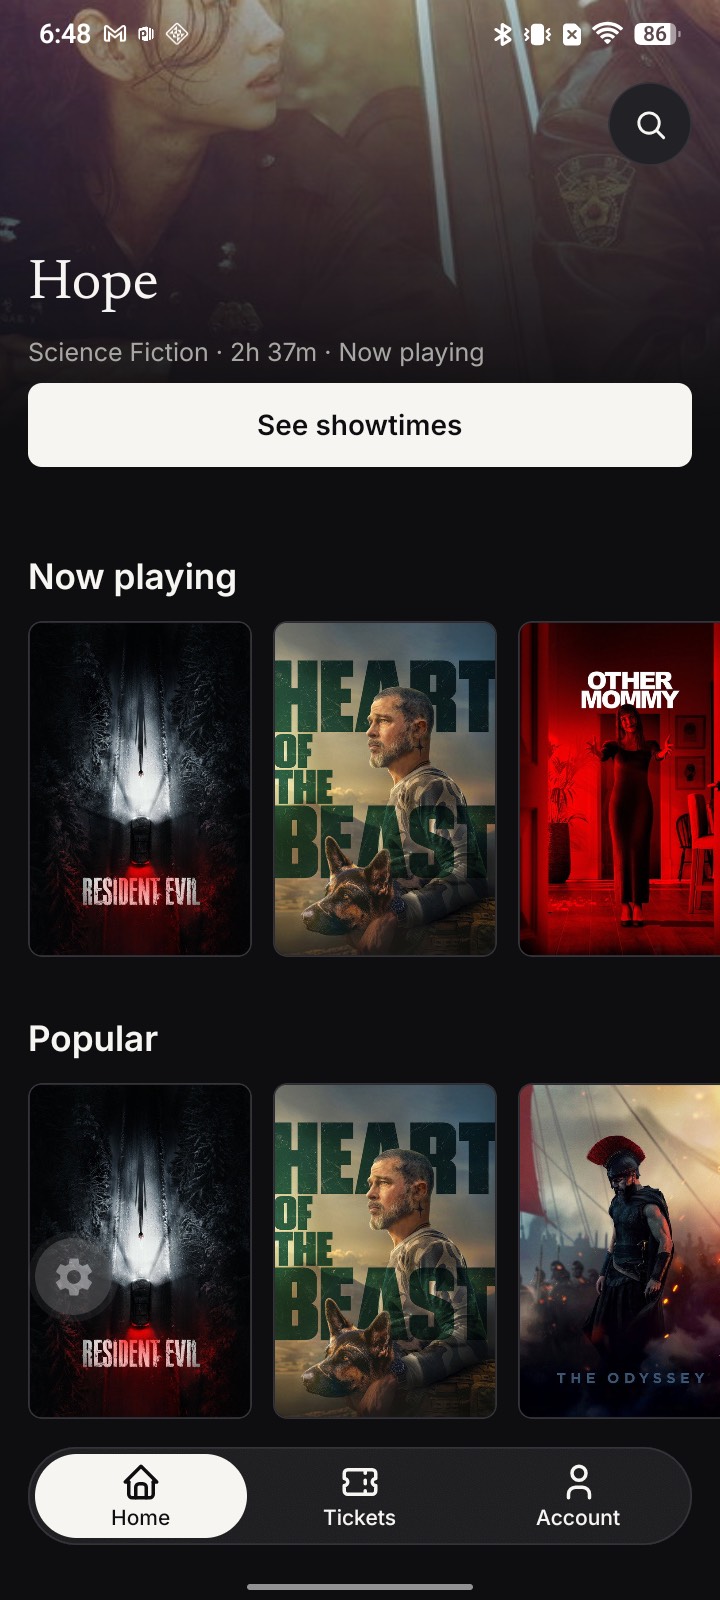 6:48
86
Hope
Science Fiction · 2h 37m · Now playing
See showtimes
Now playing
RESIDENT EVIL
HEART
OF
THE
BEAST
OTHER
MOMMY
Popular
RESIDENT EVIL
HEART
OF
THE
BEAST
THE ODYSSEY
Home
Tickets
Account